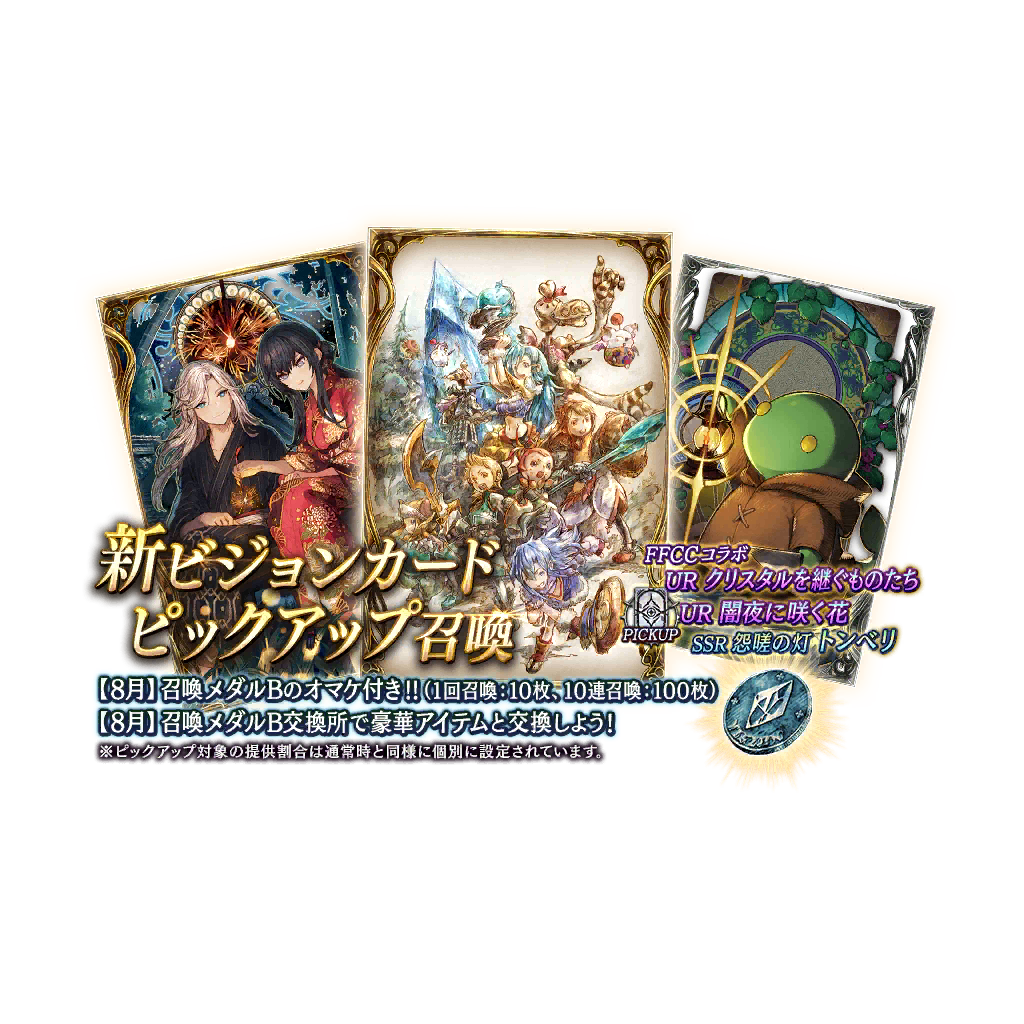 新ビジョンカード
ピックアップ召喚
FFCCコラボ
UR クリスタルを継ぐものたち
UR 闇夜に咲く花
PICKUP
SSR 怨嗟の灯 トンベリ
【8月】召喚メダルBのオマケ付き!!（1回召喚：10枚、10連召喚：100枚）
【8月】召喚メダルB交換所で豪華アイテムと交換しよう!
※ピックアップ対象の提供割合は通常時と同様に個別に設定されています。